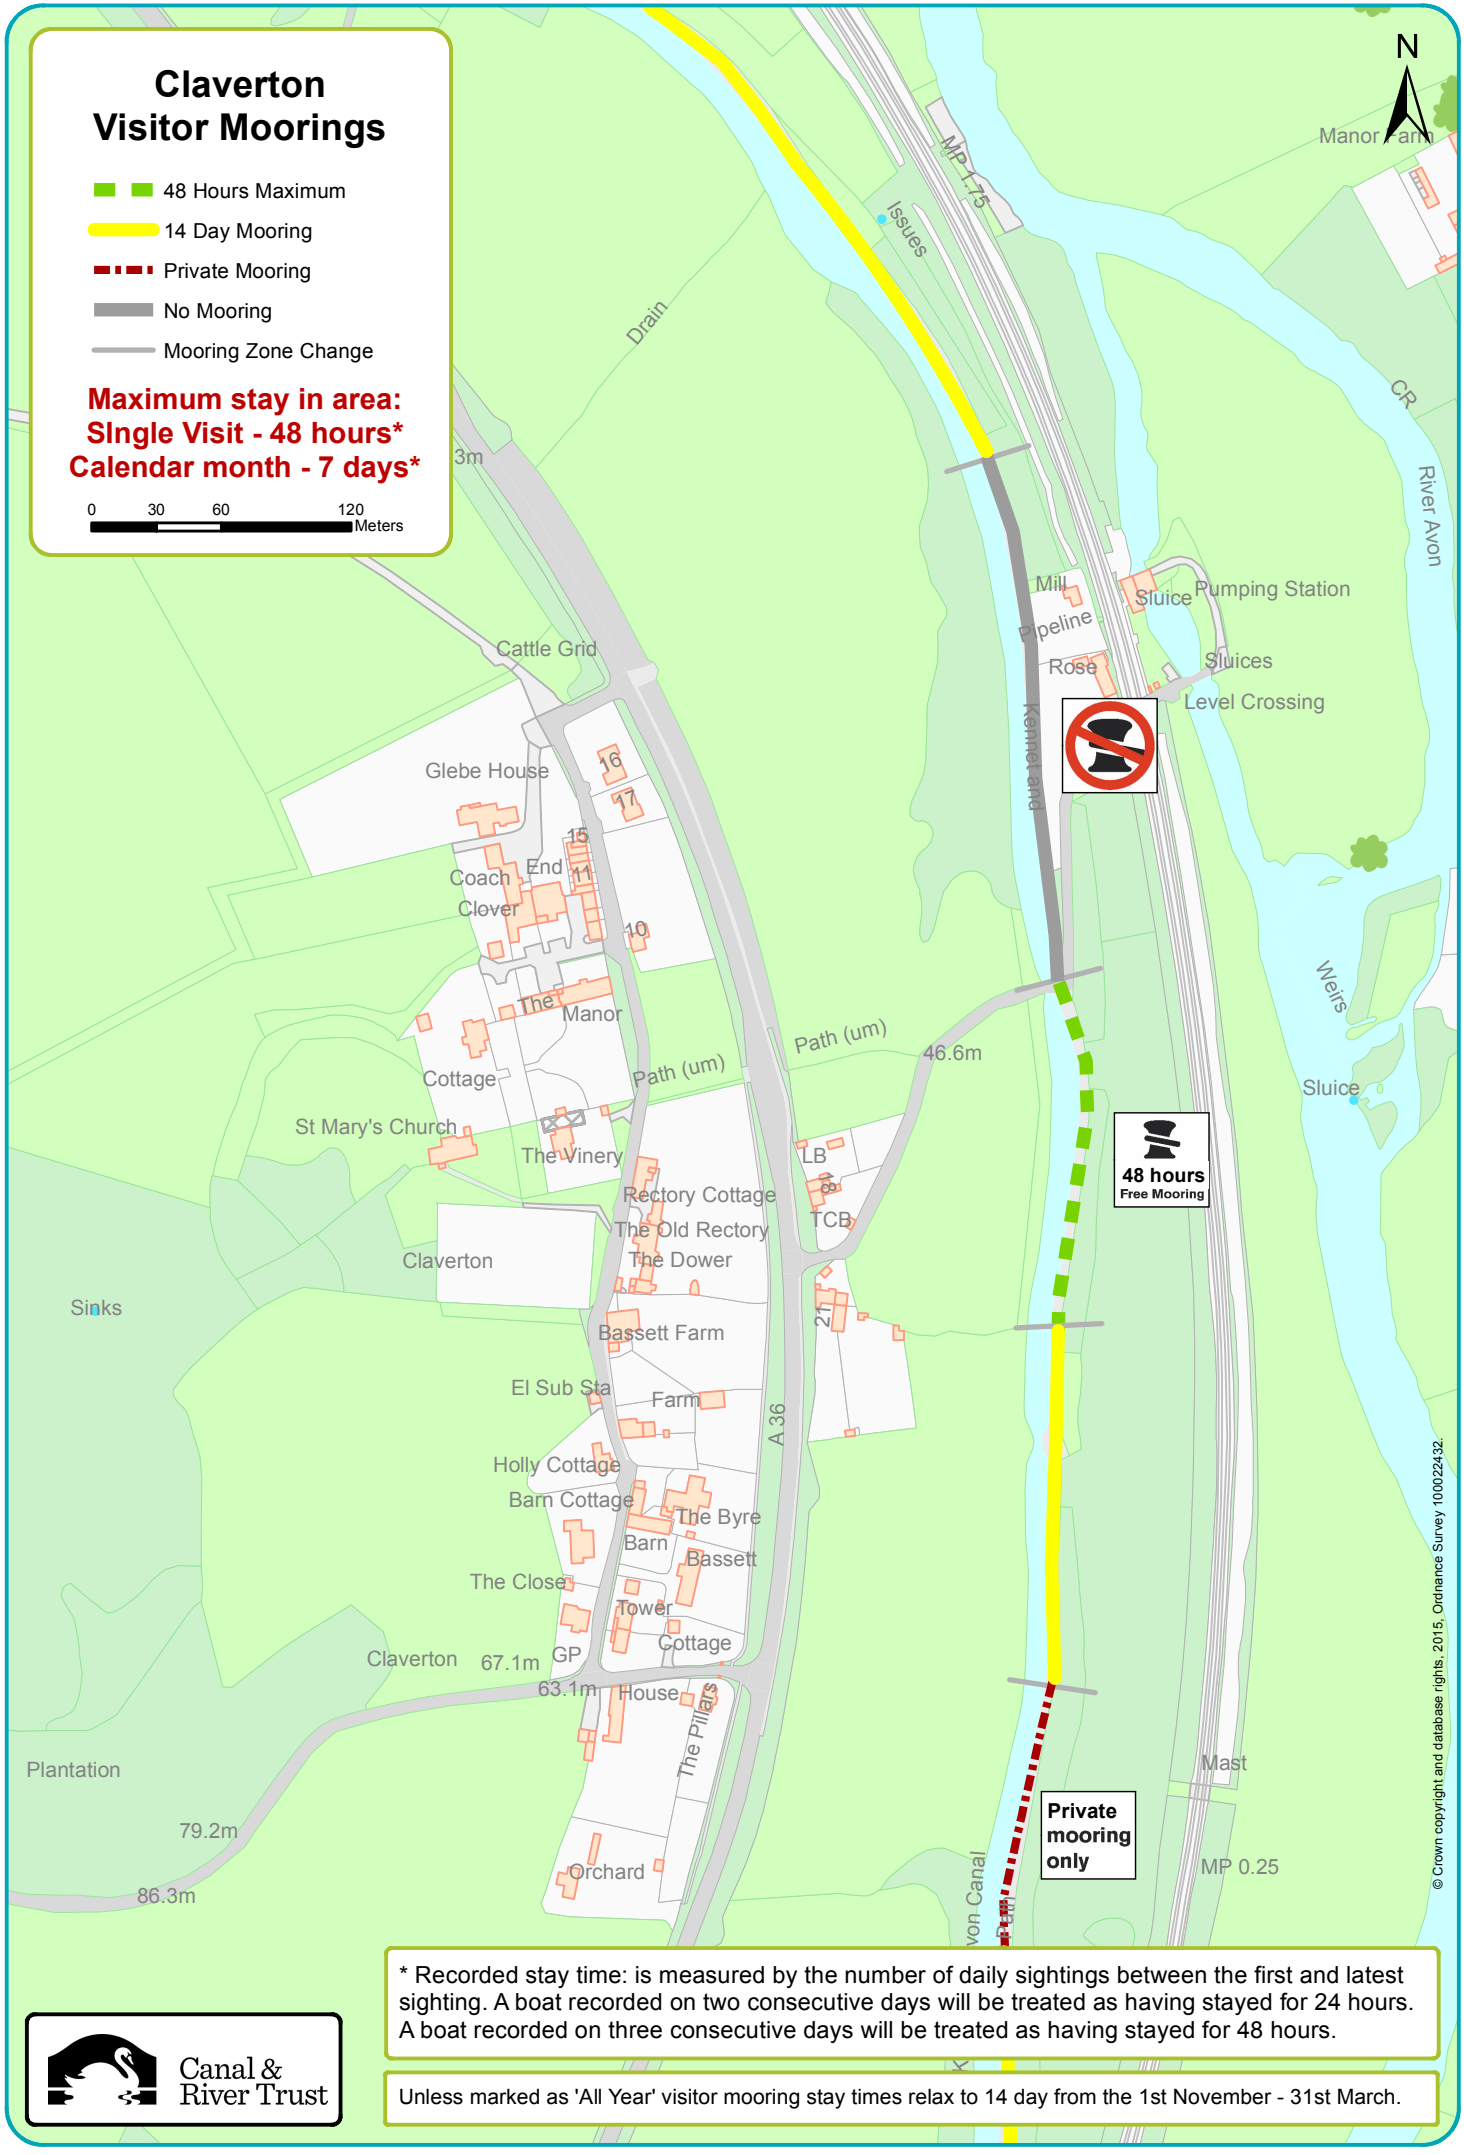 Claverton
Visitor Moorings
48 Hours Maximum
14 Day Mooring
Private Mooring
No Mooring
Mooring Zone Change
Maximum stay in area:
SIngle Visit - 48 hours*
Calendar month - 7 days*
0 30 60 120
Meters
N
Manor Farm
MP 1.75
Issues
Drain
CR
River Avon
3m
Mill
Pumping Station
Sluice
Pipeline
Cattle Grid
Rose
Sluices
Level Crossing
Kennet and
Glebe House
16
17
15
End
11
Coach
Clover
10
Weirs
The
Manor
Path (um)
46.6m
Path (um)
Cottage
Sluice
St Mary's Church
The Vinery
LB
18
48 hours
Free Mooring
Rectory Cottage
TCB
The Old Rectory
Claverton
The Dower
Sinks
21
Bassett Farm
El Sub Sta
Farm
A 36
Holly Cottage
Barn Cottage
The Byre
Barn
Bassett
The Close
Tower
Cottage
GP
Claverton 67.1m
63.1m
House
The Pillars
Plantation
Mast
79.2m
Private
mooring
only
Orchard
MP 0.25
86.3m
von Canal
Path
© Crown copyright and database rights, 2015, Ordnance Survey 100022432.
* Recorded stay time: is measured by the number of daily sightings between the first and latest
sighting. A boat recorded on two consecutive days will be treated as having stayed for 24 hours.
A boat recorded on three consecutive days will be treated as having stayed for 48 hours.
K
Unless marked as 'All Year' visitor mooring stay times relax to 14 day from the 1st November - 31st March.
Canal &
River Trust